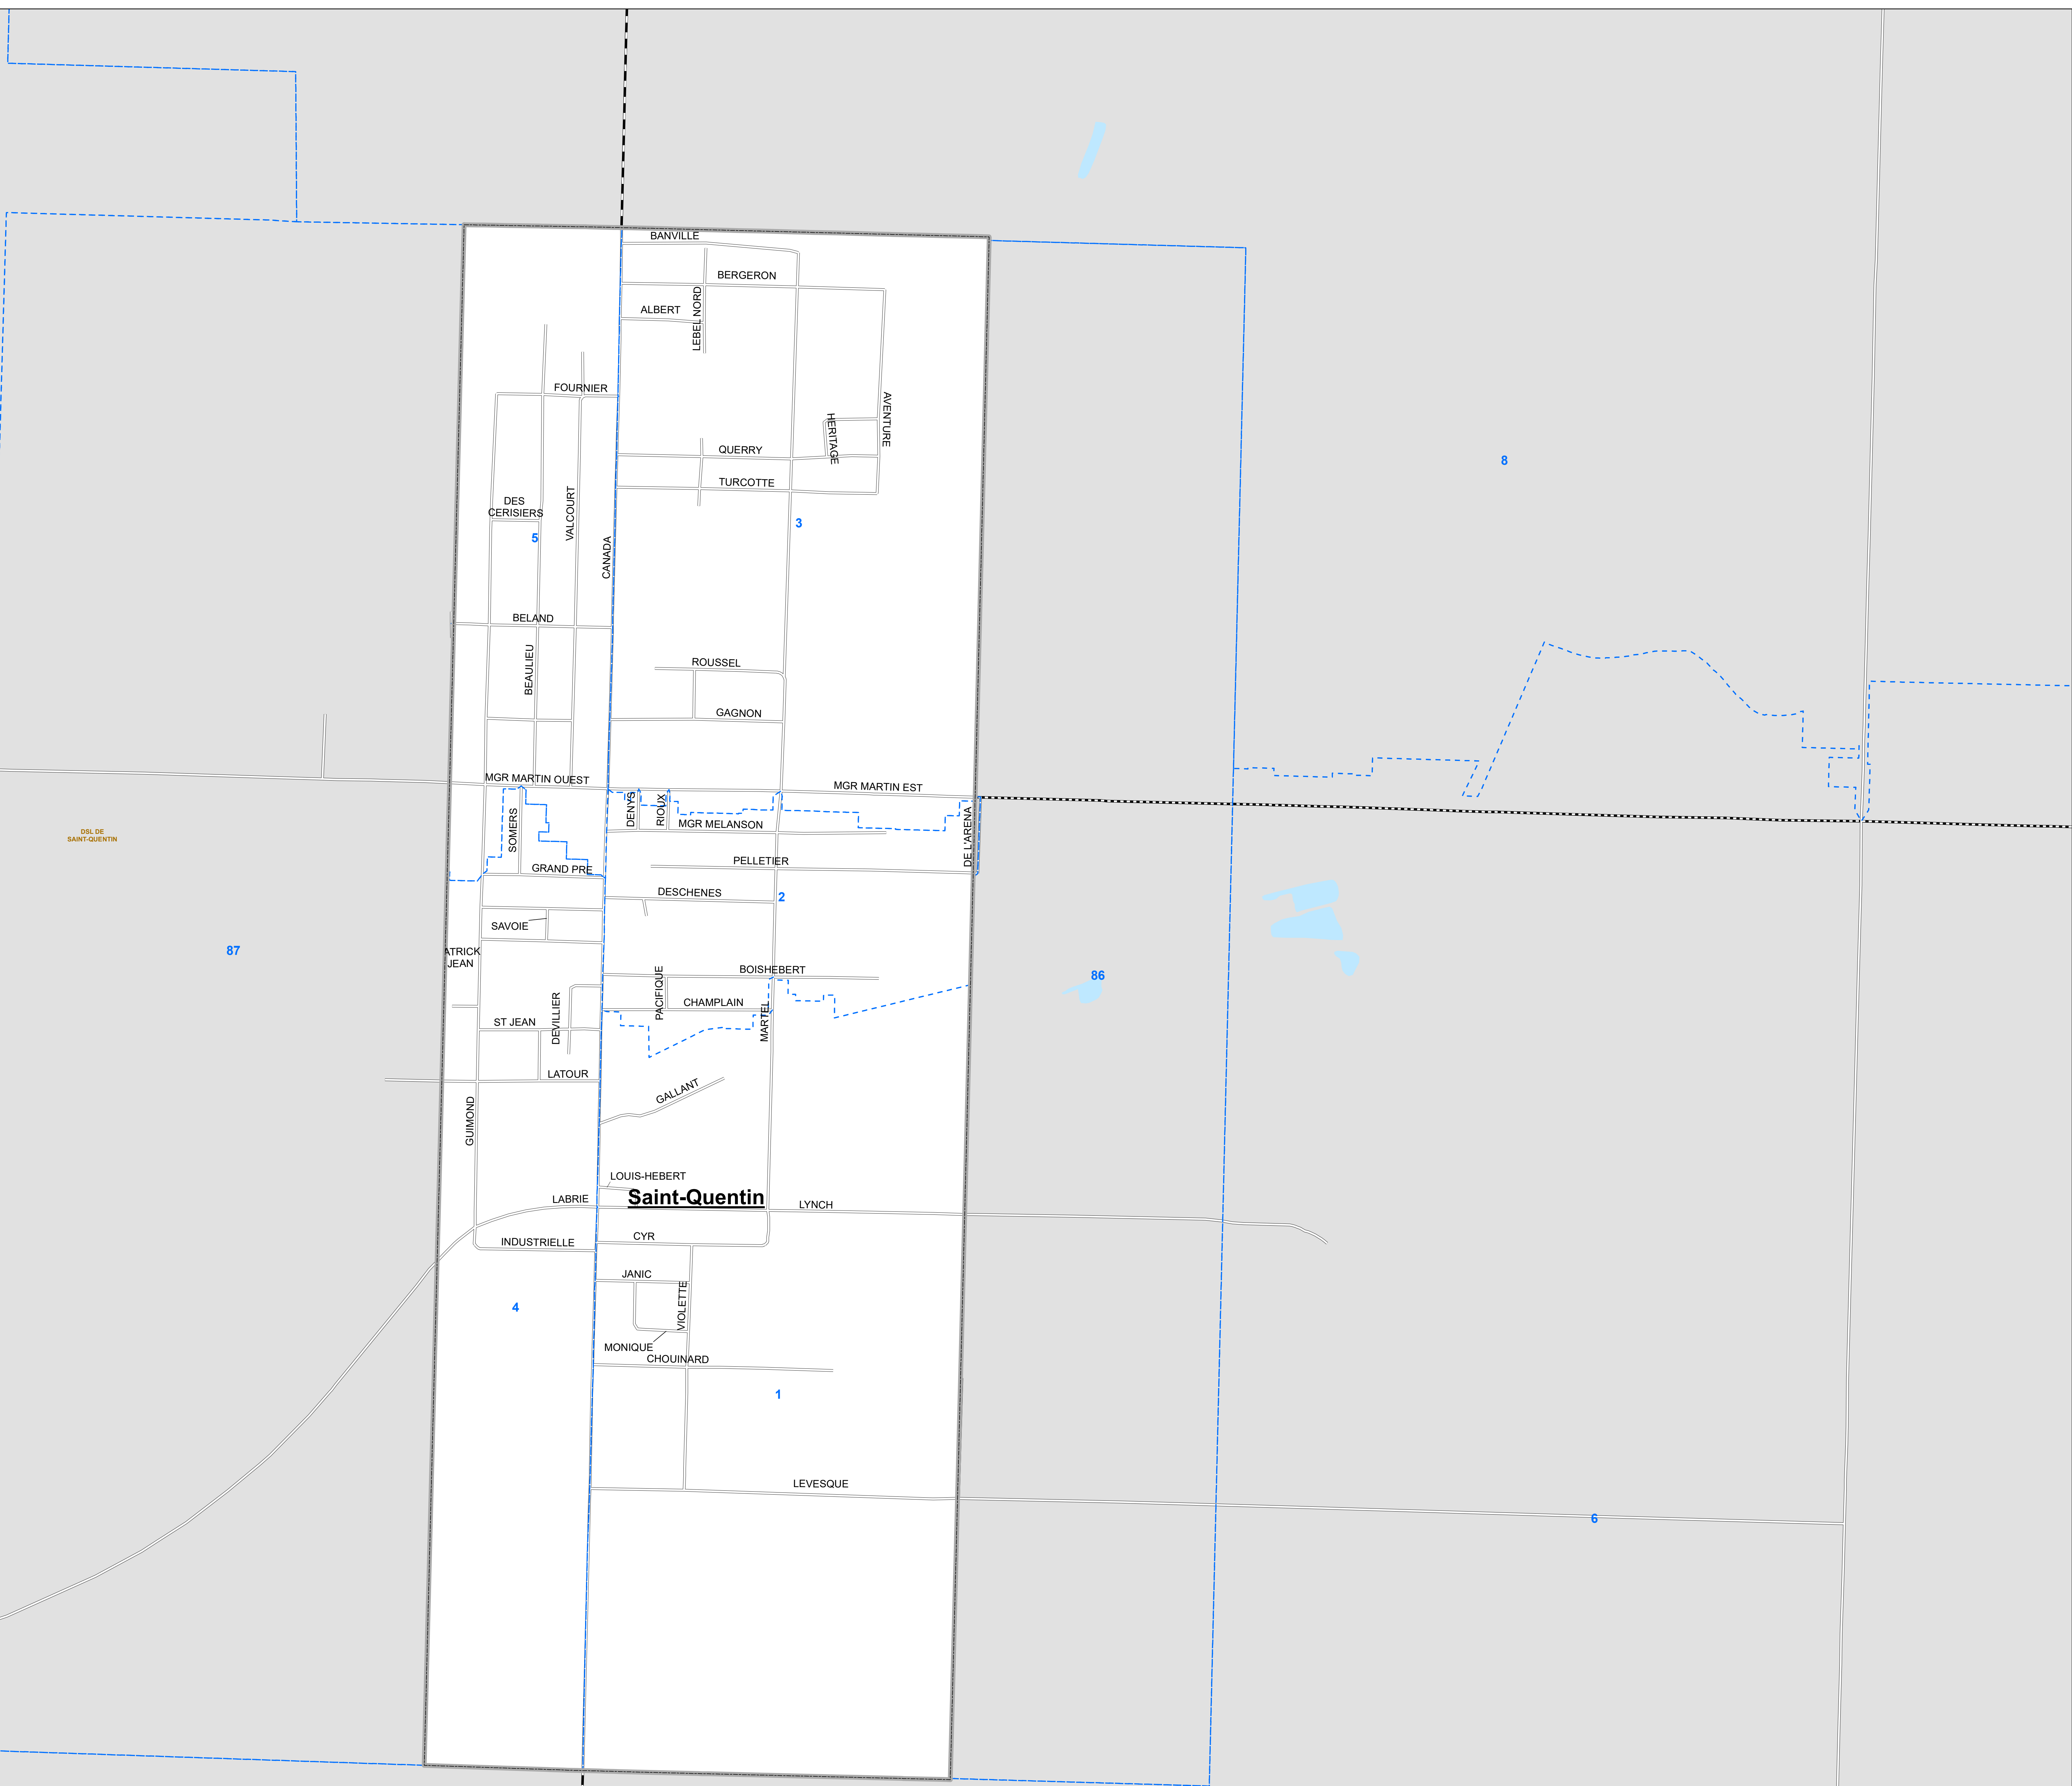 BANVILLE
BERGERON
LEBEL NORD
ALBERT
FOURNIER
AVENTURE
HERITAGE
QUERRY
8
TURCOTTE
DES
CERISIERS
VALCOURT
3
5
CANADA
BELAND
BEAULIEU
ROUSSEL
GAGNON
MGR MARTIN OUEST
MGR MARTIN EST
DENYS
RIOUX
SOMERS
MGR MELANSON
DE L'ARENA
DSL DE
SAINT-QUENTIN
PELLETIER
GRAND PRE
DESCHENES
2
SAVOIE
87
ATRICK
JEAN
BOISHEBERT
86
PACIFIQUE
CHAMPLAIN
MARTEL
ST JEAN
DEVILLIER
LATOUR
GALLANT
GUIMOND
LOUIS-HEBERT
LABRIE
Saint-Quentin
LYNCH
INDUSTRIELLE
CYR
JANIC
VIOLETTE
4
MONIQUE
CHOUINARD
1
LEVESQUE
6